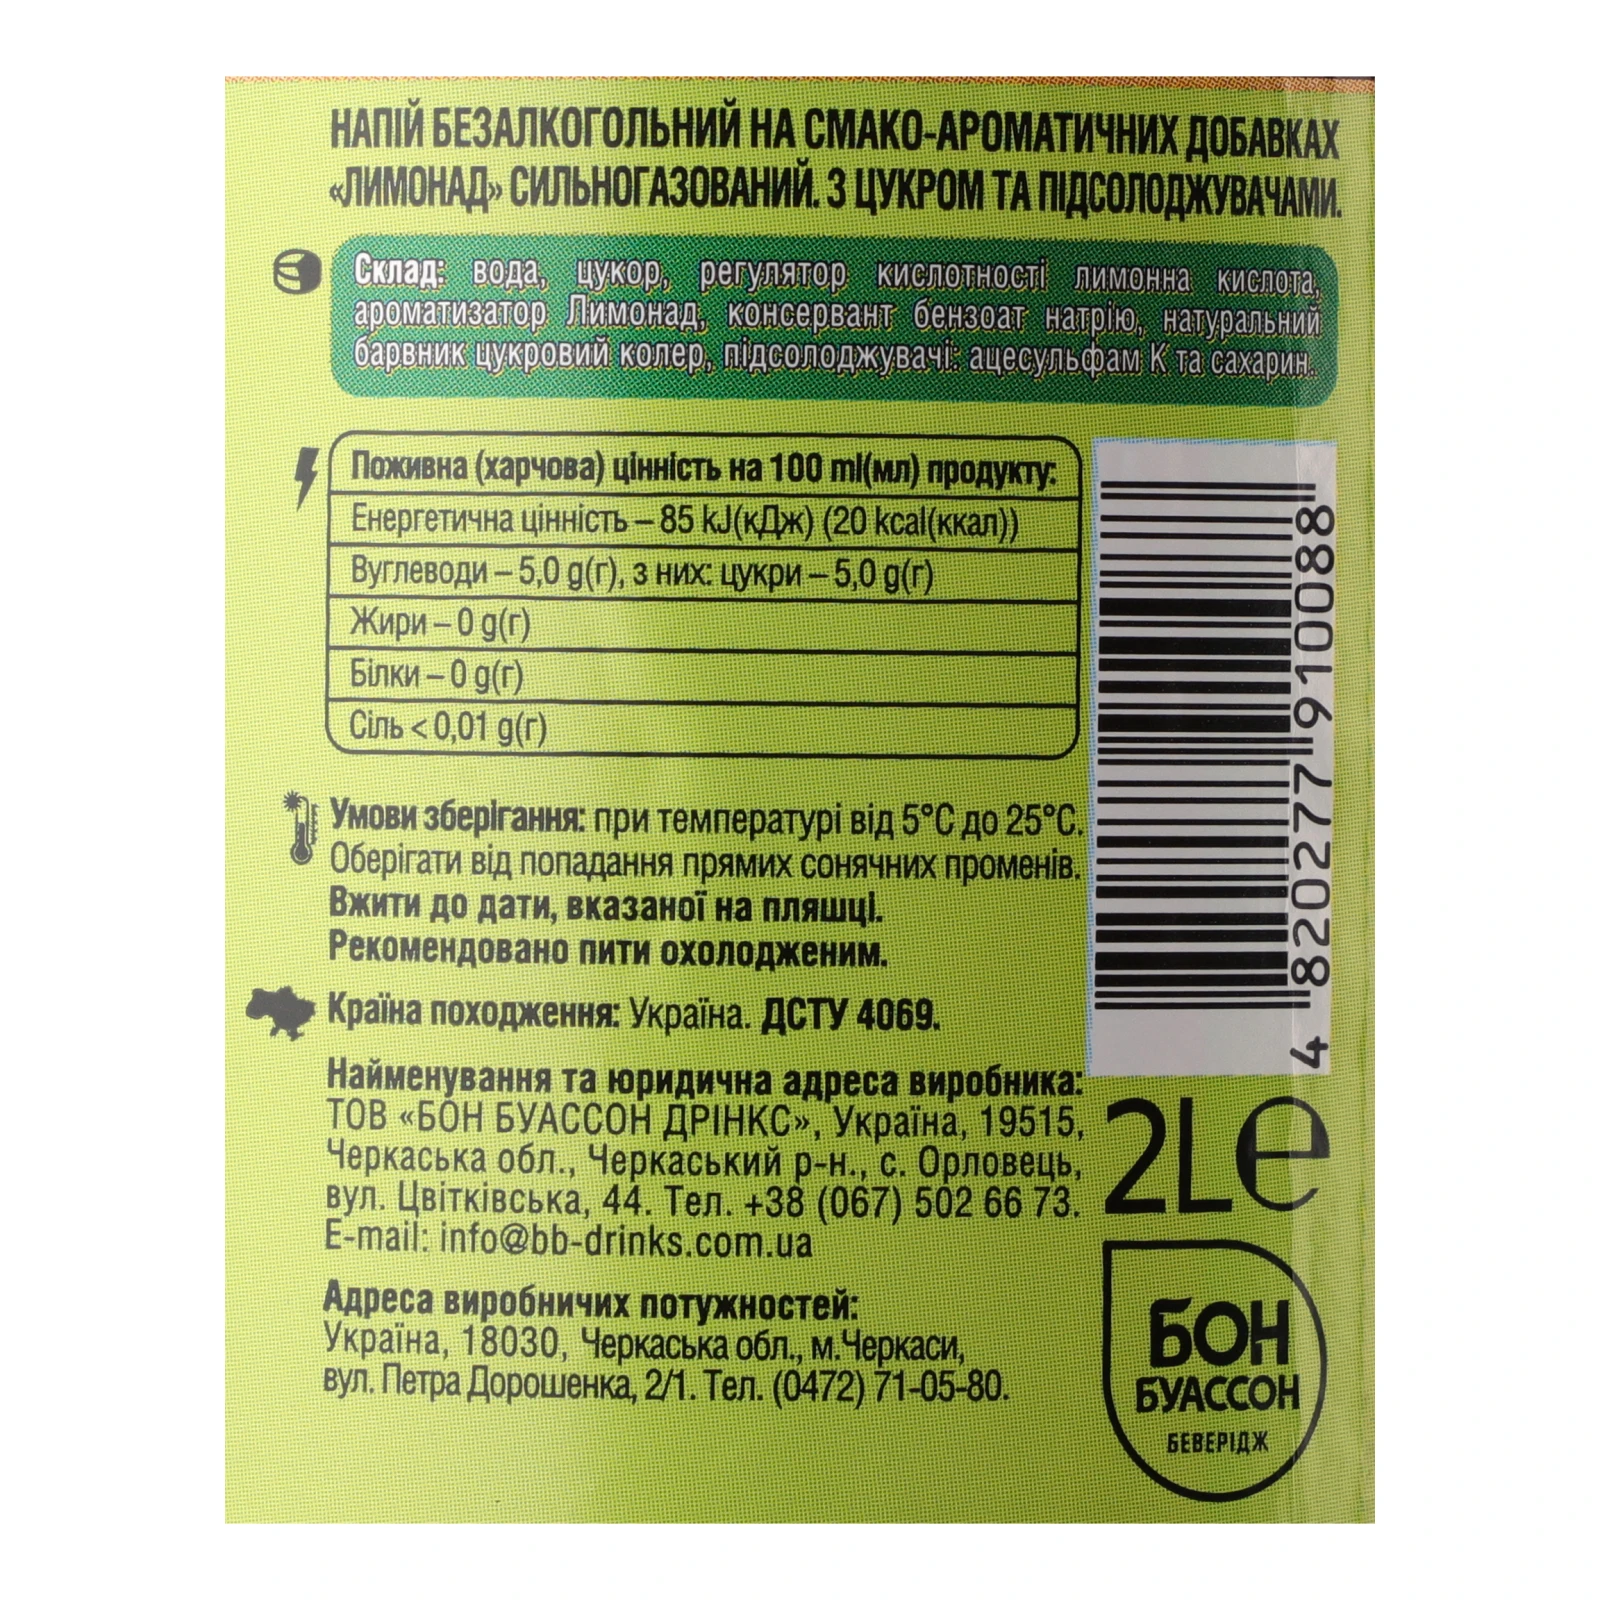 НАПІЙ БЕЗАЛКОГОЛЬНИЙ НА СМАКО-АРОМАТИЧНИХ ДОБАВКАХ
«ЛИМОНАД» СИЛЬНОГАЗОВАНИЙ. З ЦУКРОМ ТА ПІДСОЛОДЖУВАЧАМИ.
Склад: вода, цукор, регулятор кислотності лимонна кислота,
ароматизатор Лимонад, консервант бензоат натрію, натуральний
барвник цукровий колер, підсолоджувачі: ацесульфам К та сахарин.
Поживна (харчова) цінність на 100 ml(мл) продукту:
Енергетична цінність – 85 kJ(кДж) (20 kcal(ккал))
Вуглеводи – 5,0 g(г), з них: цукри – 5,0 g(г)
Жири – 0 g(г)
Білки – 0 g(г)
Сіль < 0,01 g(г)
Умови зберігання: при температурі від 5°С до 25°С.
Оберігати від попадання прямих сонячних променів.
Вжити до дати, вказаної на пляшці.
Рекомендовано пити охолодженим.
Країна походження: Україна. ДСТУ 4069.
Найменування та юридична адреса виробника:
ТОВ «БОН БУАССОН ДРІНКС», Україна, 19515,
Черкаська обл., Черкаський р-н., с. Орловець,
вул. Цвітківська, 44. Тел. +38 (067) 502 66 73.
E-mail: info@bb-drinks.com.ua
Адреса виробничих потужностей:
Україна, 18030, Черкаська обл., м.Черкаси,
вул. Петра Дорошенка, 2/1. Тел. (0472) 71-05-80.
4 820277 910088
2L℮
БОН
БУАССОН
БЕВЕРІДЖ